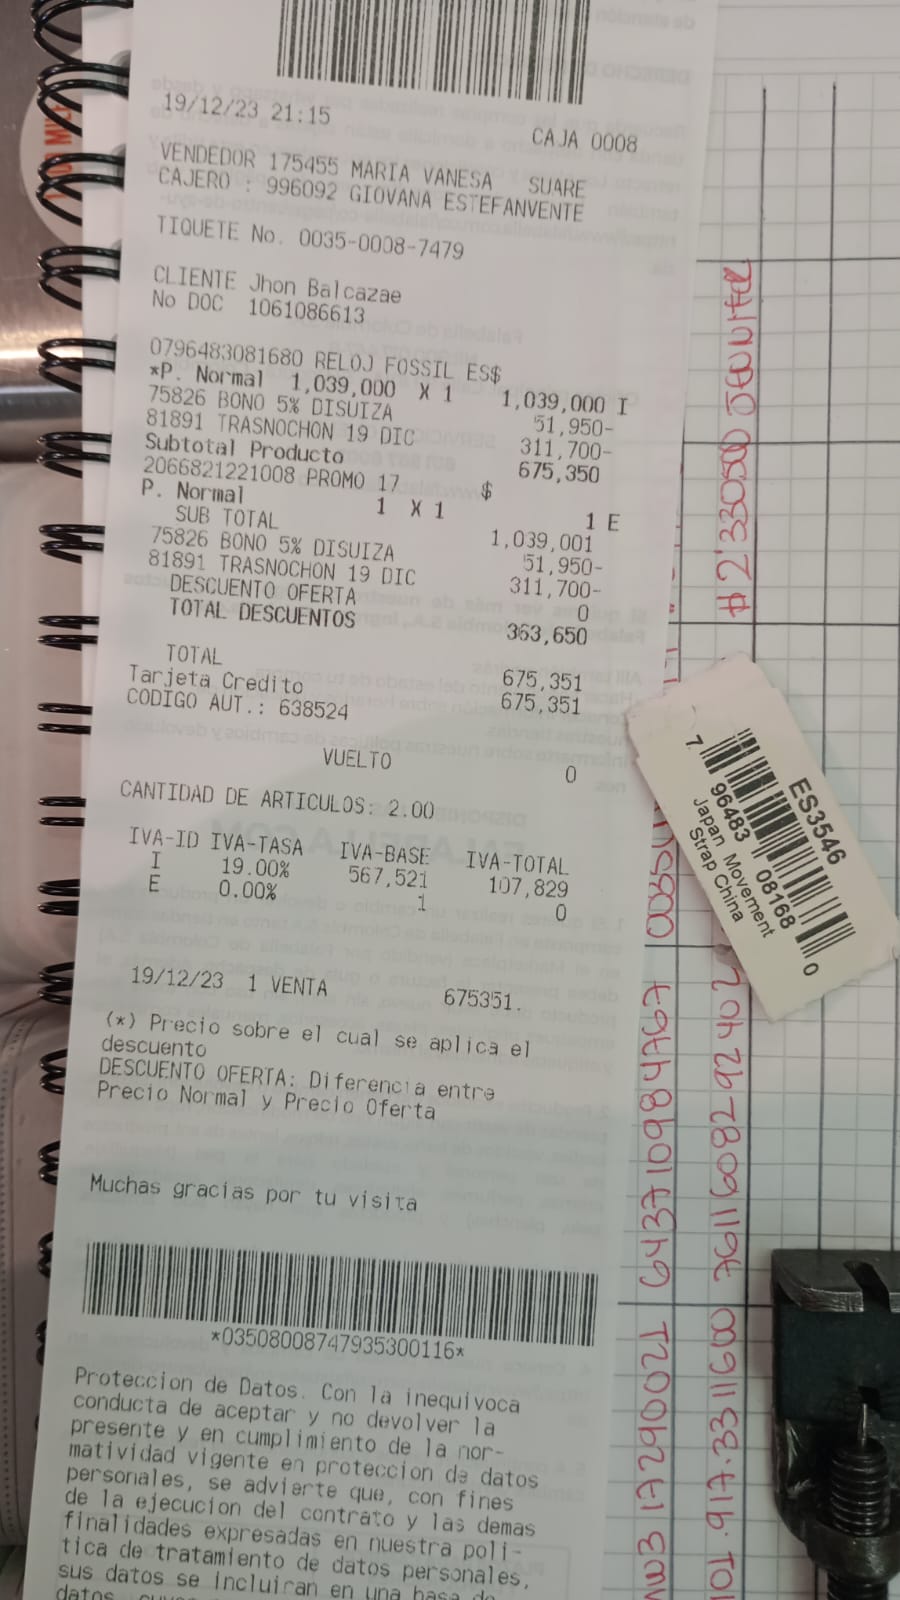 19/12/23 21:15 CAJA 0008
VENDEDOR 175455 MARIA VANESA SUARE
CAJERO : 996092 GIOVANA ESTEFANVENTE
TIQUETE No. 0035-0008-7479
CLIENTE Jhon Balcazae
No DOC 1061086613
0796483081680 RELOJ FOSSIL ES$
*P. Normal 1,039,000 X 1 1,039,000 I
75826 BONO 5% DISUIZA 51,950-
81891 TRASNOCHON 19 DIC 311,700-
Subtotal Producto 675,350
2066821221008 PROMO 17 $
P. Normal 1 X 1 1 E
SUB TOTAL 1,039,001
75826 BONO 5% DISUIZA 51,950-
81891 TRASNOCHON 19 DIC 311,700-
DESCUENTO OFERTA 0
TOTAL DESCUENTOS 363,650
TOTAL 675,351
Tarjeta Credito 675,351
CODIGO AUT.: 638524
VUELTO 0
CANTIDAD DE ARTICULOS: 2.00
IVA-ID IVA-TASA IVA-BASE IVA-TOTAL
I 19.00% 567,521 107,829
E 0.00% 1 0
19/12/23 1 VENTA 675351.
(*) Precio sobre el cual se aplica el
descuento
DESCUENTO OFERTA: Diferencia entre
Precio Normal y Precio Oferta
Muchas gracias por tu visita
*03508008747935300116*
Proteccion de Datos. Con la inequivoca
conducta de aceptar y no devolver la
presente y en cumplimiento de la nor-
matividad vigente en proteccion de datos
personales, se advierte que, con fines
de la ejecucion del contrato y las demas
finalidades expresadas en nuestra poli-
tica de tratamiento de datos personales,
sus datos se incluiran en una base de
ES3546
7 96483 08168 0
Japan Movement
Strap China
# 2'33050 JENNIFER
17290021 643710984767
917.3311600 76116082-92402